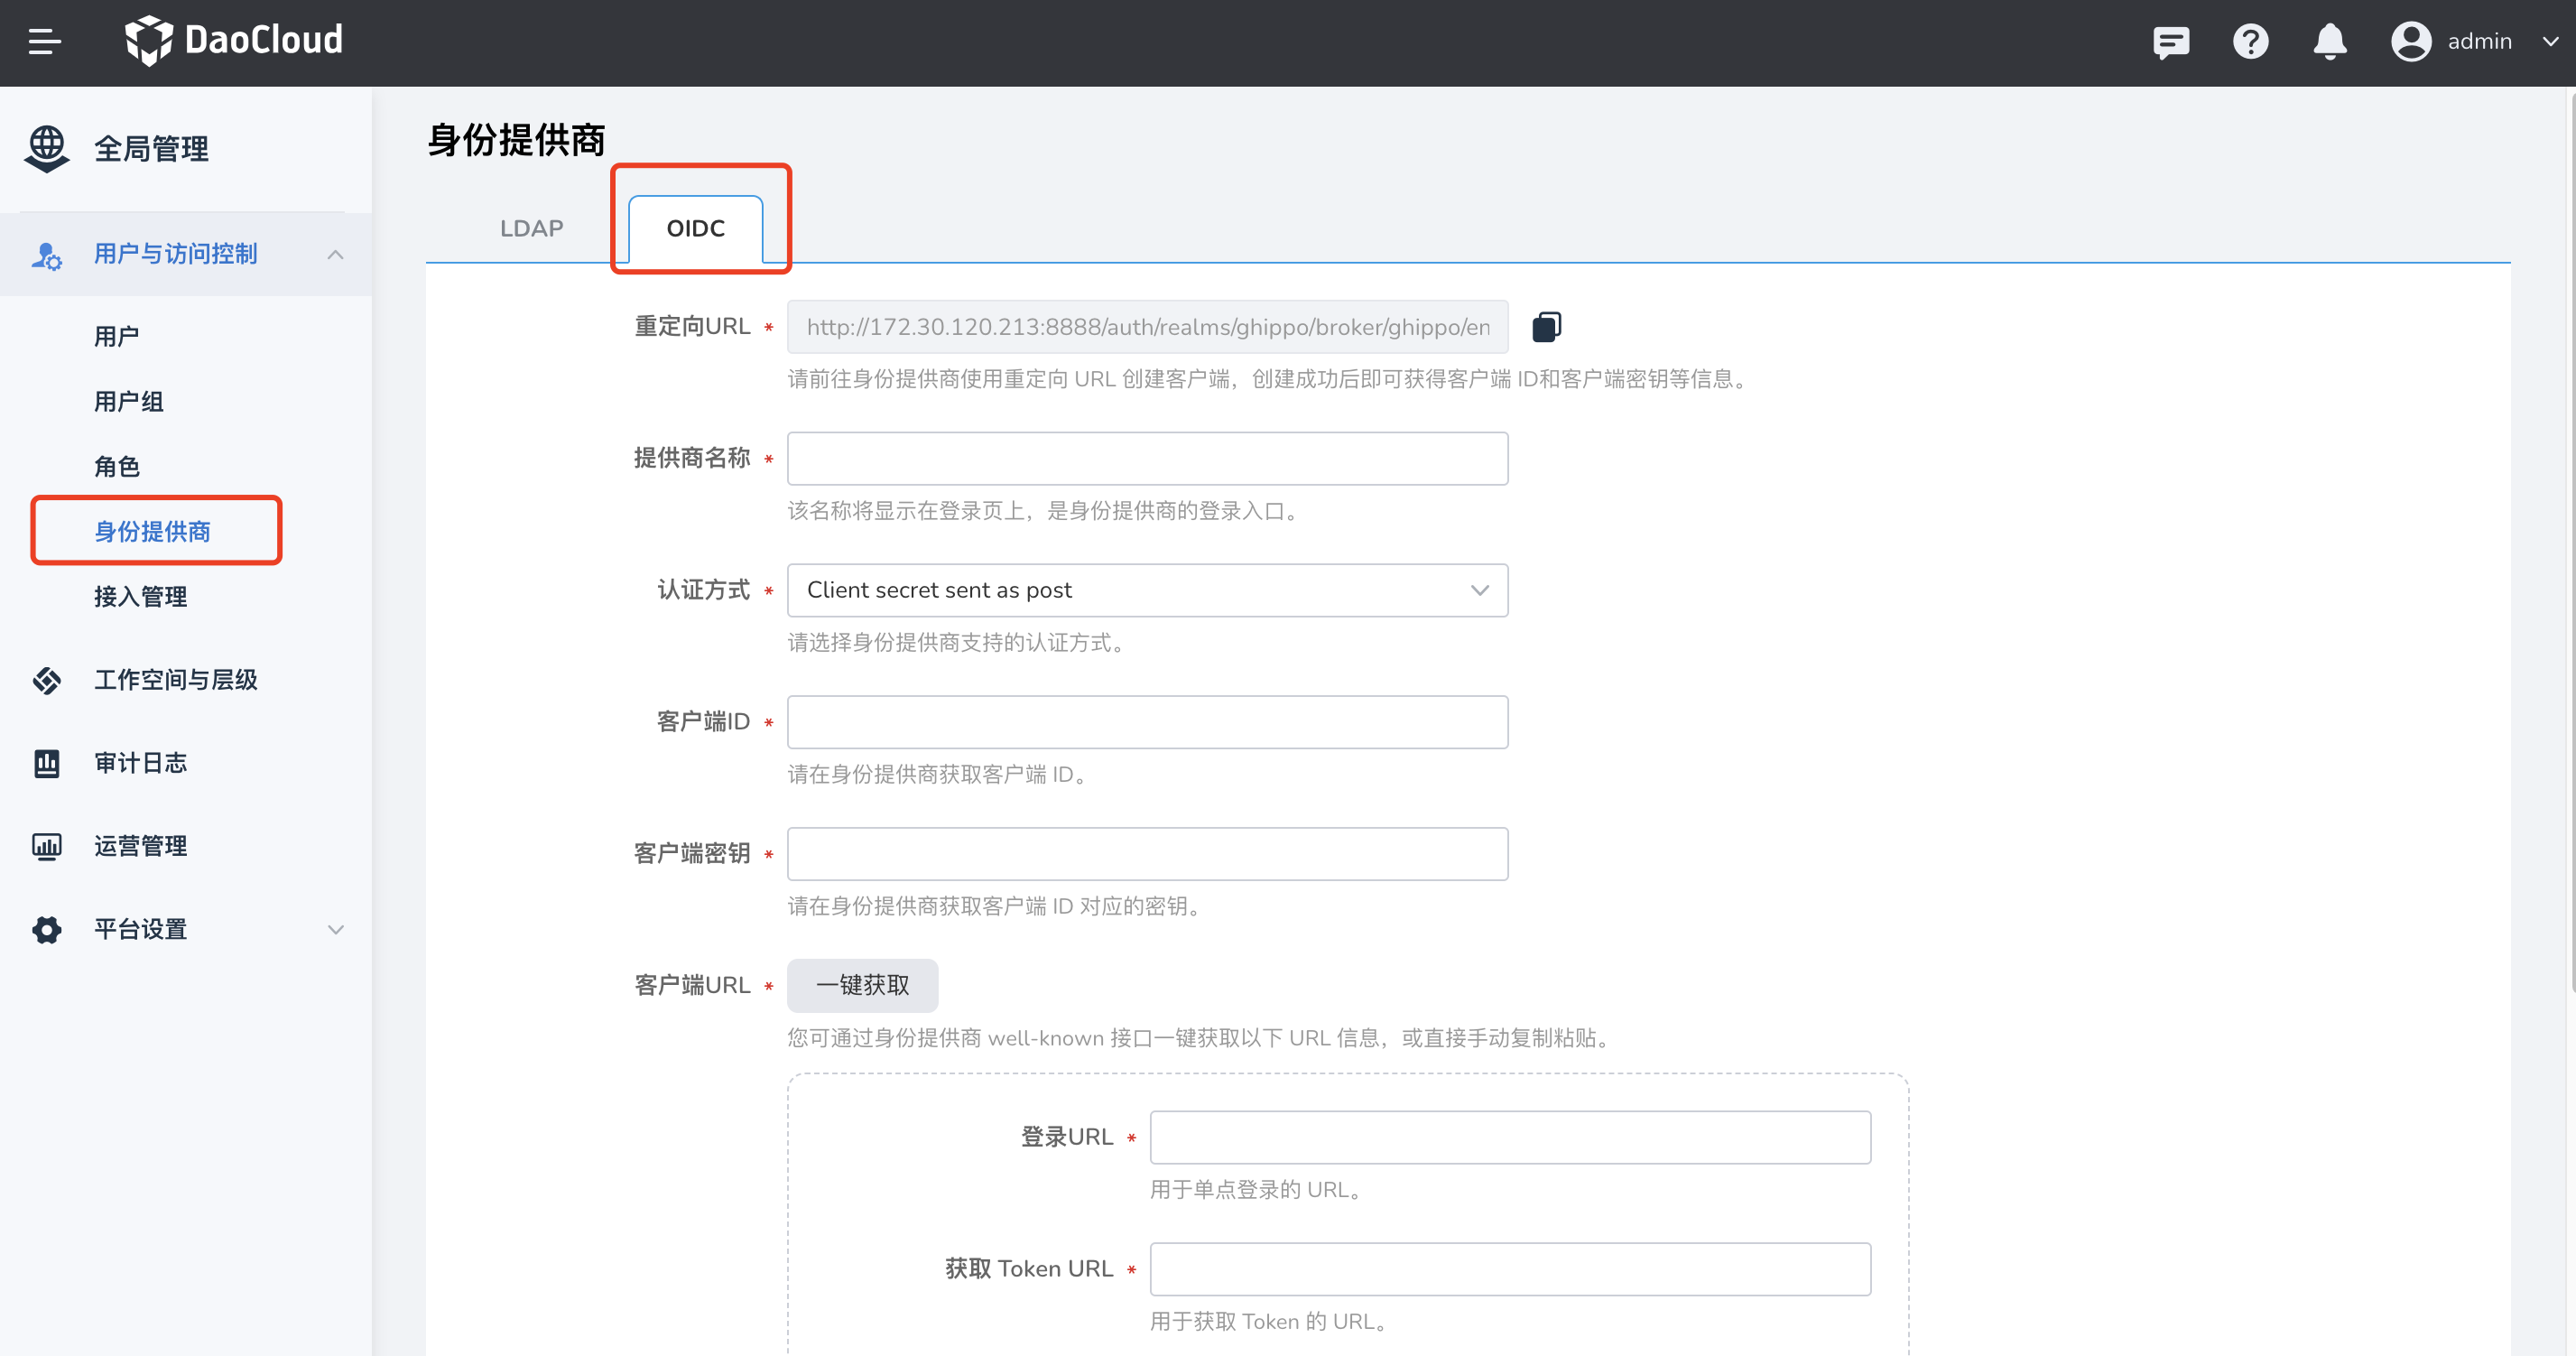 DaoCloud
admin
全局管理
用户与访问控制
用户
用户组
角色
身份提供商
接入管理
工作空间与层级
审计日志
运营管理
平台设置
身份提供商
LDAP
OIDC
重定向URL *
http://172.30.120.213:8888/auth/realms/ghippo/broker/ghippo/en
请前往身份提供商使用重定向 URL 创建客户端，创建成功后即可获得客户端 ID和客户端密钥等信息。
提供商名称 *
该名称将显示在登录页上，是身份提供商的登录入口。
认证方式 *
Client secret sent as post
请选择身份提供商支持的认证方式。
客户端ID *
请在身份提供商获取客户端 ID。
客户端密钥 *
请在身份提供商获取客户端 ID 对应的密钥。
客户端URL *
一键获取
您可通过身份提供商 well-known 接口一键获取以下 URL 信息，或直接手动复制粘贴。
登录URL *
用于单点登录的 URL。
获取 Token URL *
用于获取 Token 的 URL。